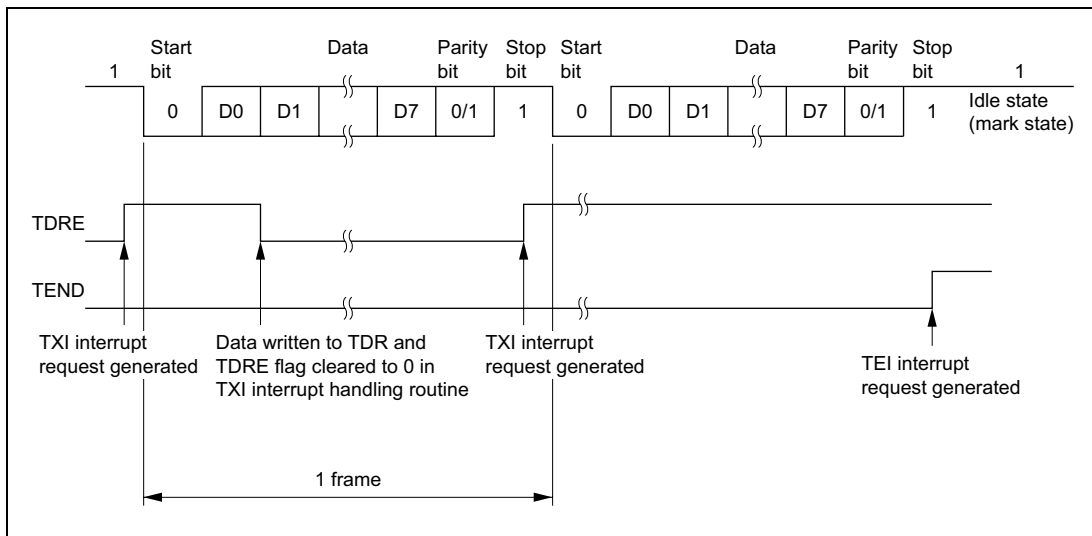 Start bit Data Parity bit Stop bit Start bit Data Parity bit Stop bit
1 1
0 D0 D1 D7 0/1 1 0 D0 D1 D7 0/1 1 Idle state (mark state)
TDRE
TEND
TXI interrupt
request generated
Data written to TDR and
TDRE flag cleared to 0 in
TXI interrupt handling routine
TXI interrupt
request generated
TEI interrupt
request generated
1 frame